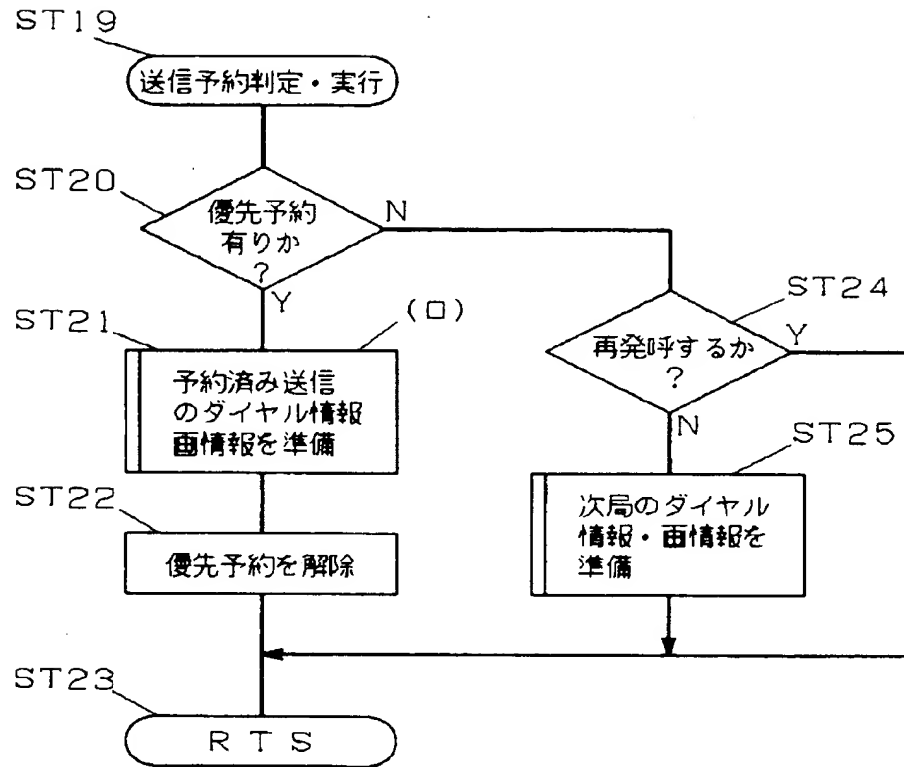 ST19
送信予約判定・実行
ST20
優先予約
有りか
?
N
Y
ST21
(ロ)
予約済み送信
のダイヤル情報
画情報を準備
ST22
優先予約を解除
ST23
RTS
ST24
再発呼するか
?
Y
N
ST25
次局のダイヤル
情報・画情報を
準備